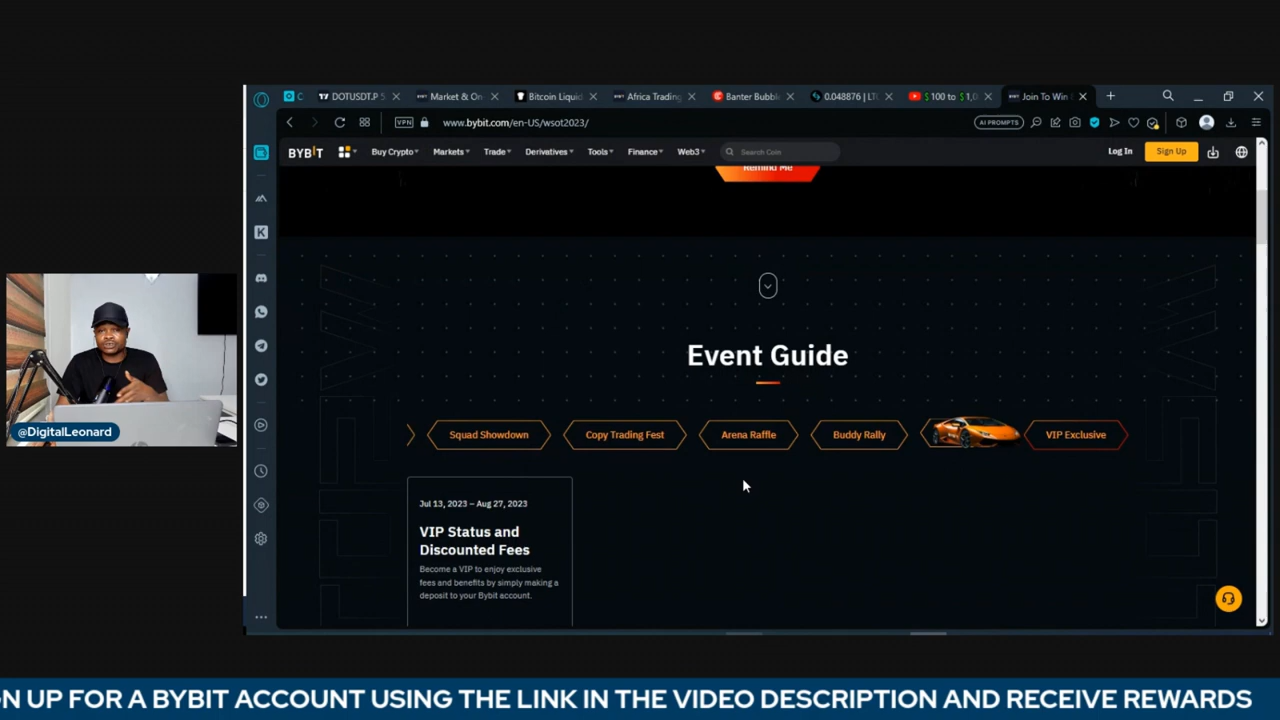 C
DOTUSDT.P 5
Market & On
Bitcoin Liquid
Africa Trading
Banter Bubbl
0.048876 | LT
$100 to $1,0
Join To Win
VPN
www.bybit.com/en-US/wsot2023/
AI PROMPTS
BYBIT
Buy Crypto
Markets
Trade
Derivatives
Tools
Finance
Web3
Search Coin
Log In
Sign Up
Remind Me
Event Guide
Squad Showdown
Copy Trading Fest
Arena Raffle
Buddy Rally
VIP Exclusive
@DigitalLeonard
Jul 13, 2023 – Aug 27, 2023
VIP Status and
Discounted Fees
Become a VIP to enjoy exclusive
fees and benefits by simply making a
deposit to your Bybit account.
GN UP FOR A BYBIT ACCOUNT USING THE LINK IN THE VIDEO DESCRIPTION AND RECEIVE REWARDS